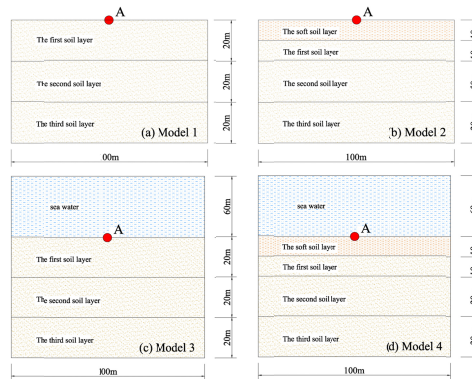 A
The first soil layer
The second soil layer
The third soil layer
(a) Model 1
20m
20m
20m
00m
A
The soft soil layer
The first soil layer
The second soil layer
The third soil layer
(b) Model 2
100m
sea water
A
The first soil layer
The second soil layer
The third soil layer
(c) Model 3
60m
20m
20m
20m
100m
sea water
A
The soft soil layer
The first soil layer
The second soil layer
The third soil layer
(d) Model 4
100m